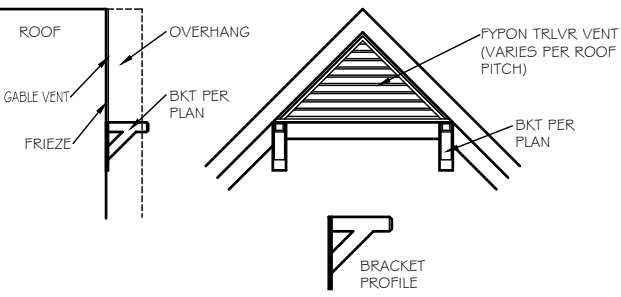 ROOF
OVERHANG
GABLE VENT
BKT PER
PLAN
FRIEZE
FYPON TRLVR VENT
(VARIES PER ROOF
PITCH)
BKT PER
PLAN
BRACKET
PROFILE